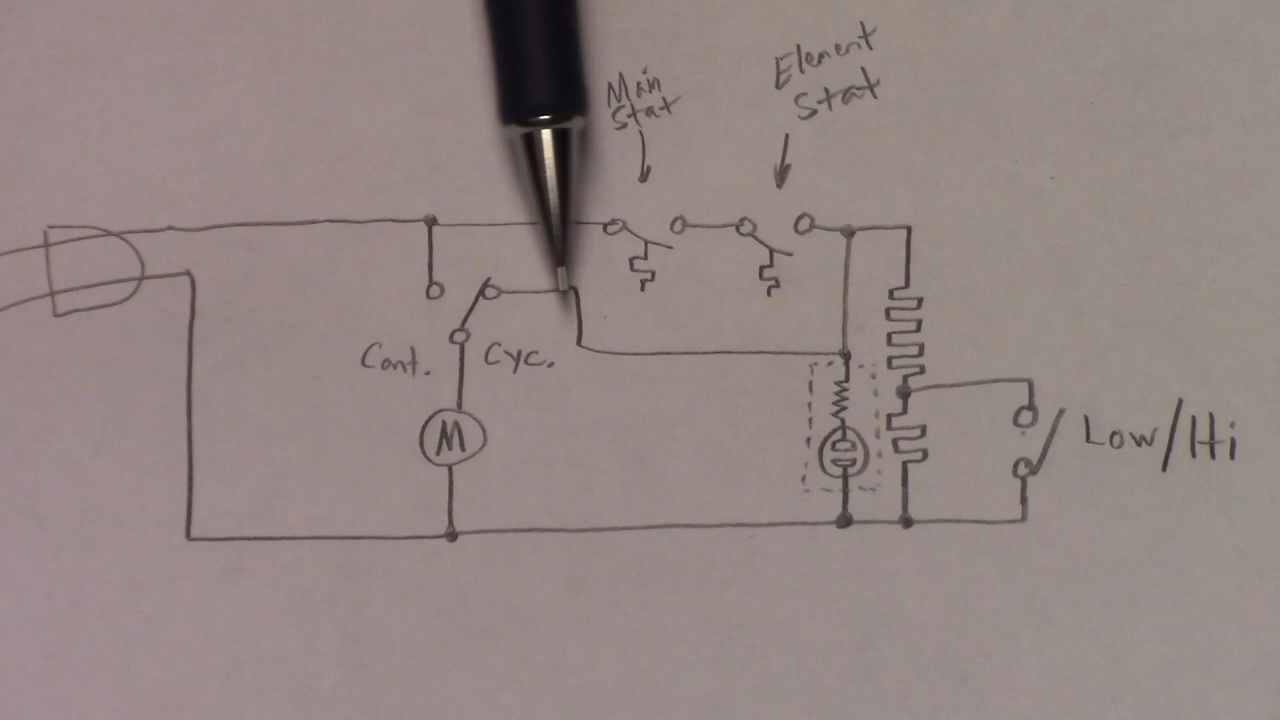 Main
Stat
Element
Stat
Cont.
Cyc.
M
Low/Hi